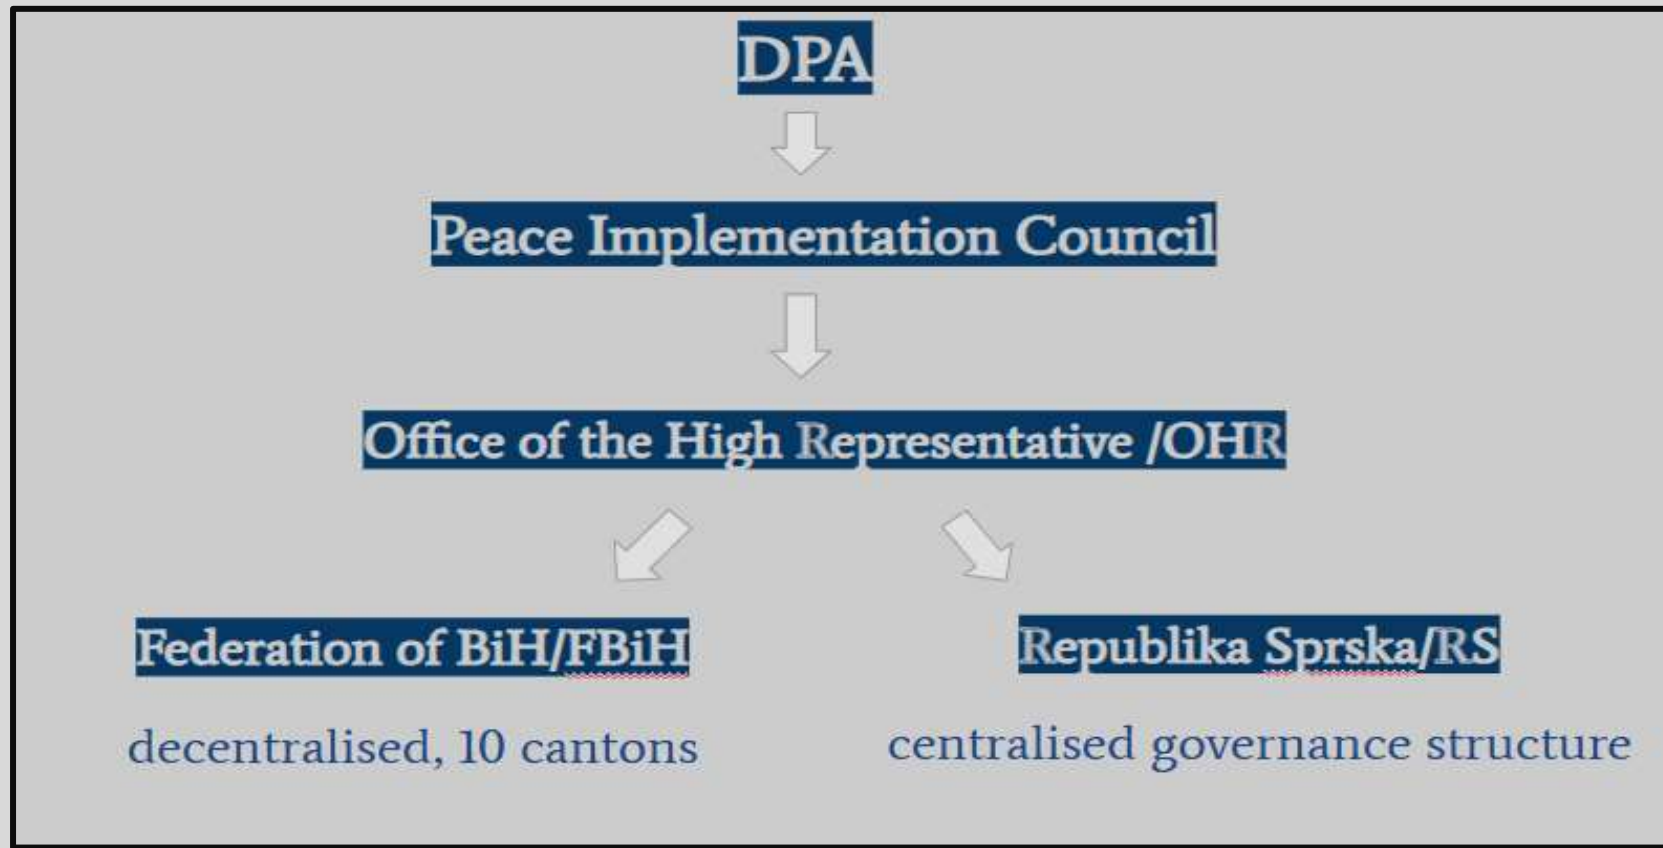 DPA
Peace Implementation Council
Office of the High Representative /OHR
Federation of BiH/FBiH
Republika Sprska/RS
decentralised, 10 cantons
centralised governance structure